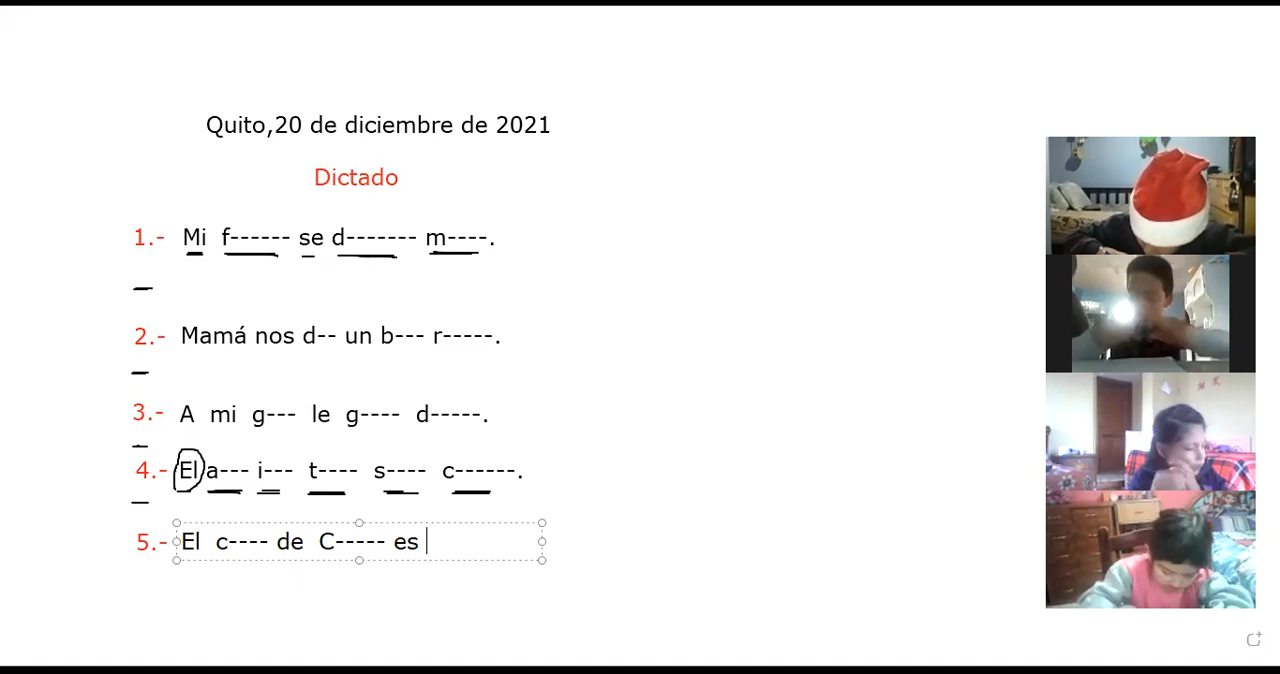 Quito,20 de diciembre de 2021
Dictado
1.- Mi f------ se d------- m----.
2.- Mamá nos d-- un b--- r-----.
3.- A mi g--- le g---- d-----.
4.- El a--- i--- t---- s---- c------.
5.- El c---- de C----- es